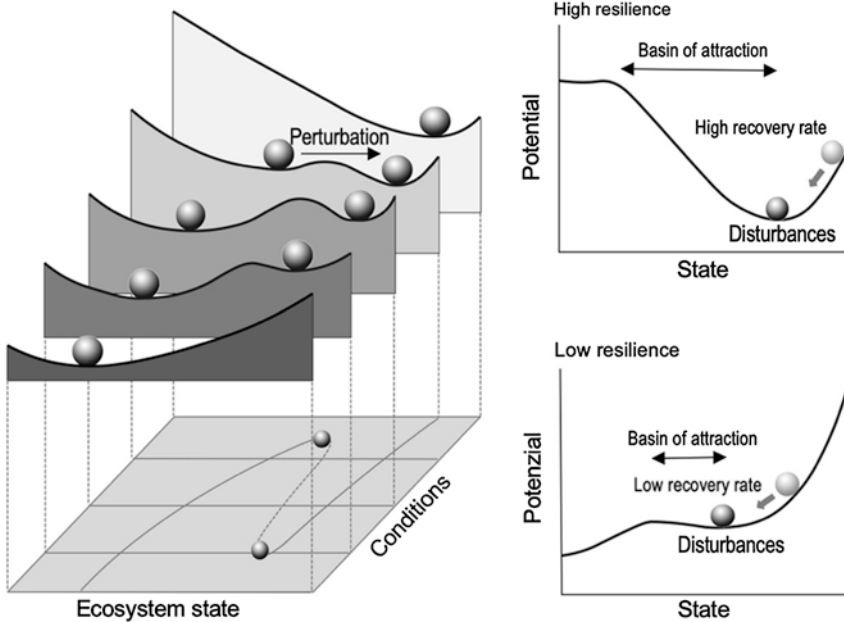 Perturbation
Ecosystem state
Conditions
High resilience
Basin of attraction
High recovery rate
Disturbances
Potential
State
Low resilience
Basin of attraction
Low recovery rate
Disturbances
Potenzial
State